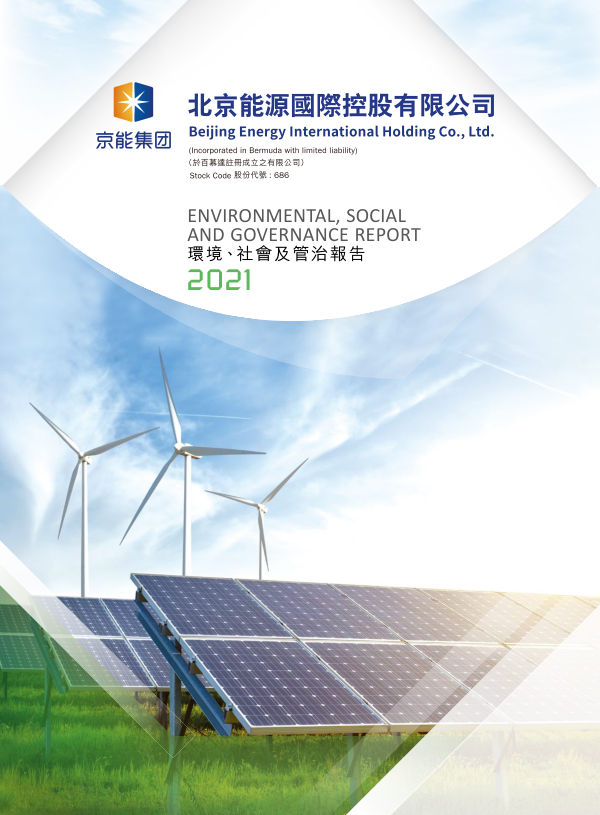 京能集团
北京能源國際控股有限公司
Beijing Energy International Holding Co., Ltd.
(Incorporated in Bermuda with limited liability)
(於百慕達註冊成立之有限公司)
Stock Code 股份代號 : 686
ENVIRONMENTAL, SOCIAL
AND GOVERNANCE REPORT
環境、社會及管治報告
2021